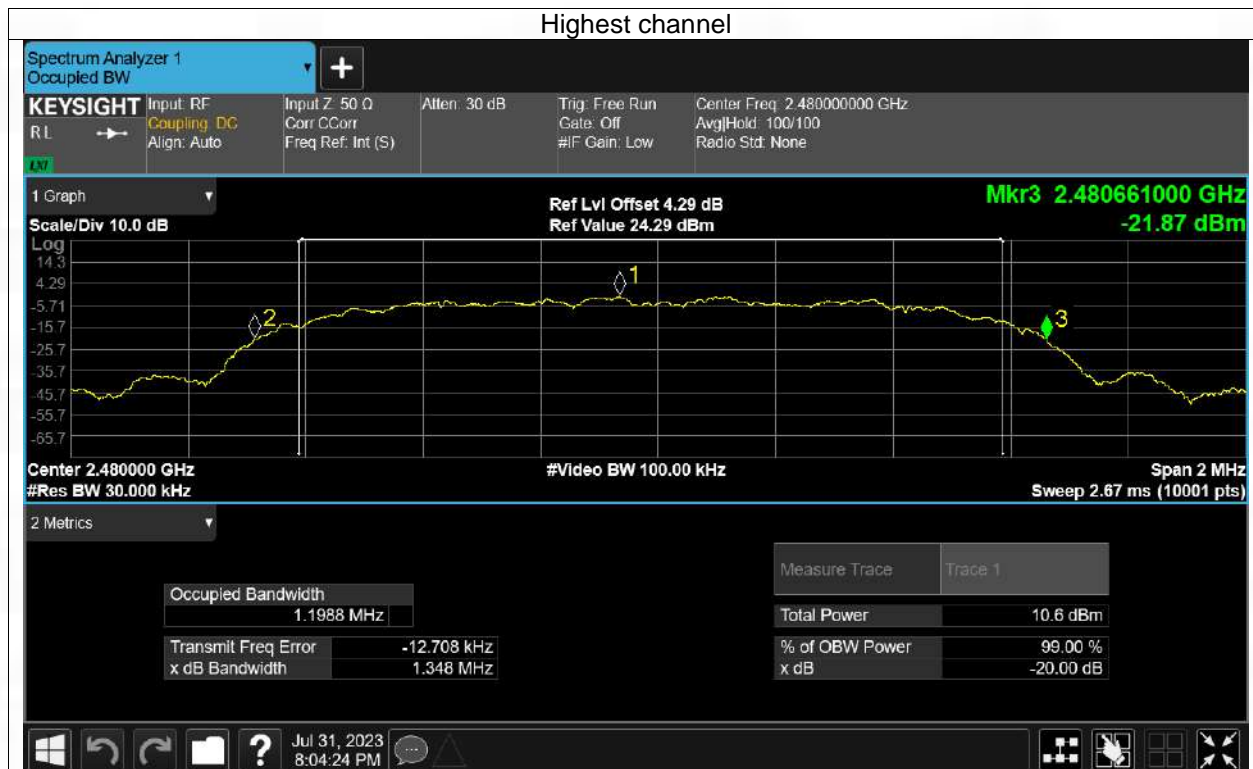 Highest channel
Spectrum Analyzer 1
Occupied BW
KEYSIGHT
R L
LXI
Input: RF
Coupling: DC
Align: Auto
Input Z: 50 Ω
Corr CCorr
Freq Ref: Int (S)
Atten: 30 dB
Trig: Free Run
Gate: Off
#IF Gain: Low
Center Freq: 2.480000000 GHz
Avg|Hold: 100/100
Radio Std: None
1 Graph
Scale/Div 10.0 dB
Ref Lvl Offset 4.29 dB
Ref Value 24.29 dBm
Mkr3 2.480661000 GHz
-21.87 dBm
Log
14.3
4.29
-5.71
-15.7
-25.7
-35.7
-45.7
-55.7
-65.7
1
2
3
Center 2.480000 GHz
#Res BW 30.000 kHz
#Video BW 100.00 kHz
Span 2 MHz
Sweep 2.67 ms (10001 pts)
2 Metrics
Occupied Bandwidth
1.1988 MHz
Transmit Freq Error -12.708 kHz
x dB Bandwidth 1.348 MHz
Measure Trace Trace 1
Total Power 10.6 dBm
% of OBW Power 99.00 %
x dB -20.00 dB
?
Jul 31, 2023
8:04:24 PM